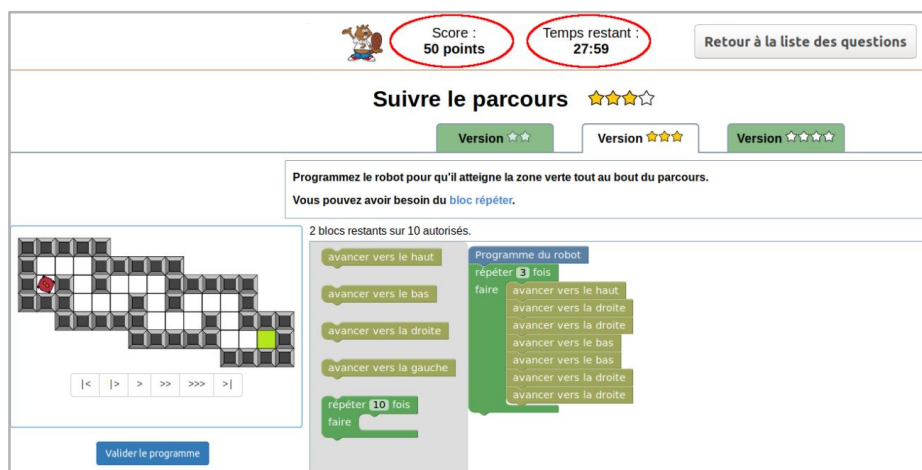 Score :
50 points
Temps restant :
27:59
Retour à la liste des questions
Suivre le parcours
Version
Version
Version
Programmez le robot pour qu'il atteigne la zone verte tout au bout du parcours.
Vous pouvez avoir besoin du bloc répéter.
2 blocs restants sur 10 autorisés.
avancer vers le haut
avancer vers le bas
avancer vers la droite
avancer vers la gauche
répéter 10 fois
faire
Programme du robot
répéter 3 fois
faire
avancer vers le haut
avancer vers la droite
avancer vers la droite
avancer vers le bas
avancer vers le bas
avancer vers la droite
avancer vers la droite
|< |> > >> >>> >|
Valider le programme